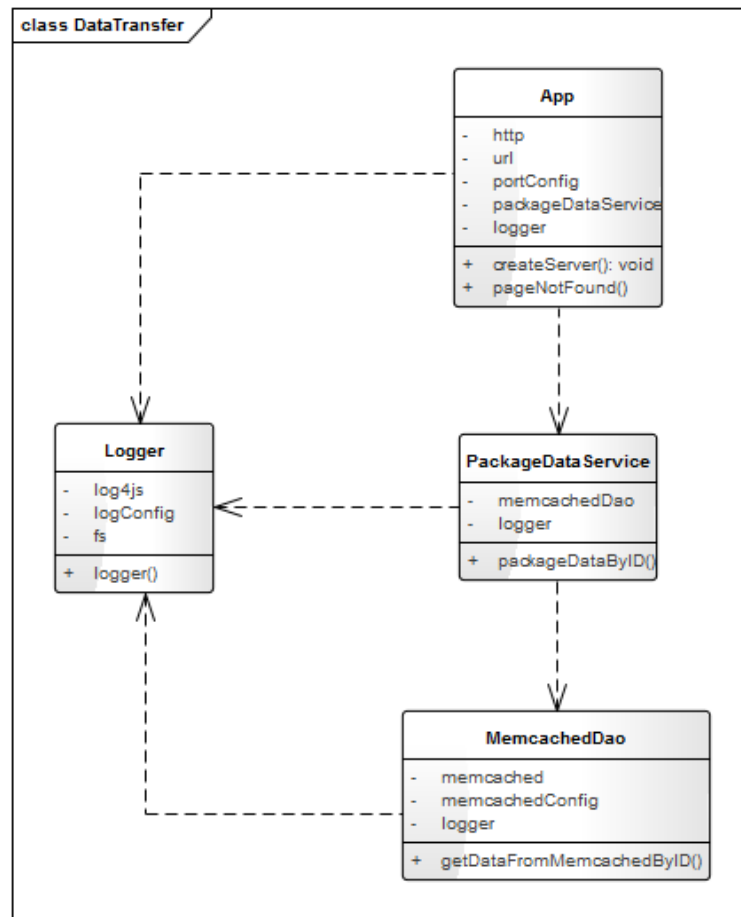 class DataTransfer
App
- http
- url
- portConfig
- packageDataService
- logger
+ createServer(): void
+ pageNotFound()
Logger
- log4js
- logConfig
- fs
+ logger()
PackageDataService
- memcachedDao
- logger
+ packageDataByID()
MemcachedDao
- memcached
- memcachedConfig
- logger
+ getDataFromMemcachedByID()